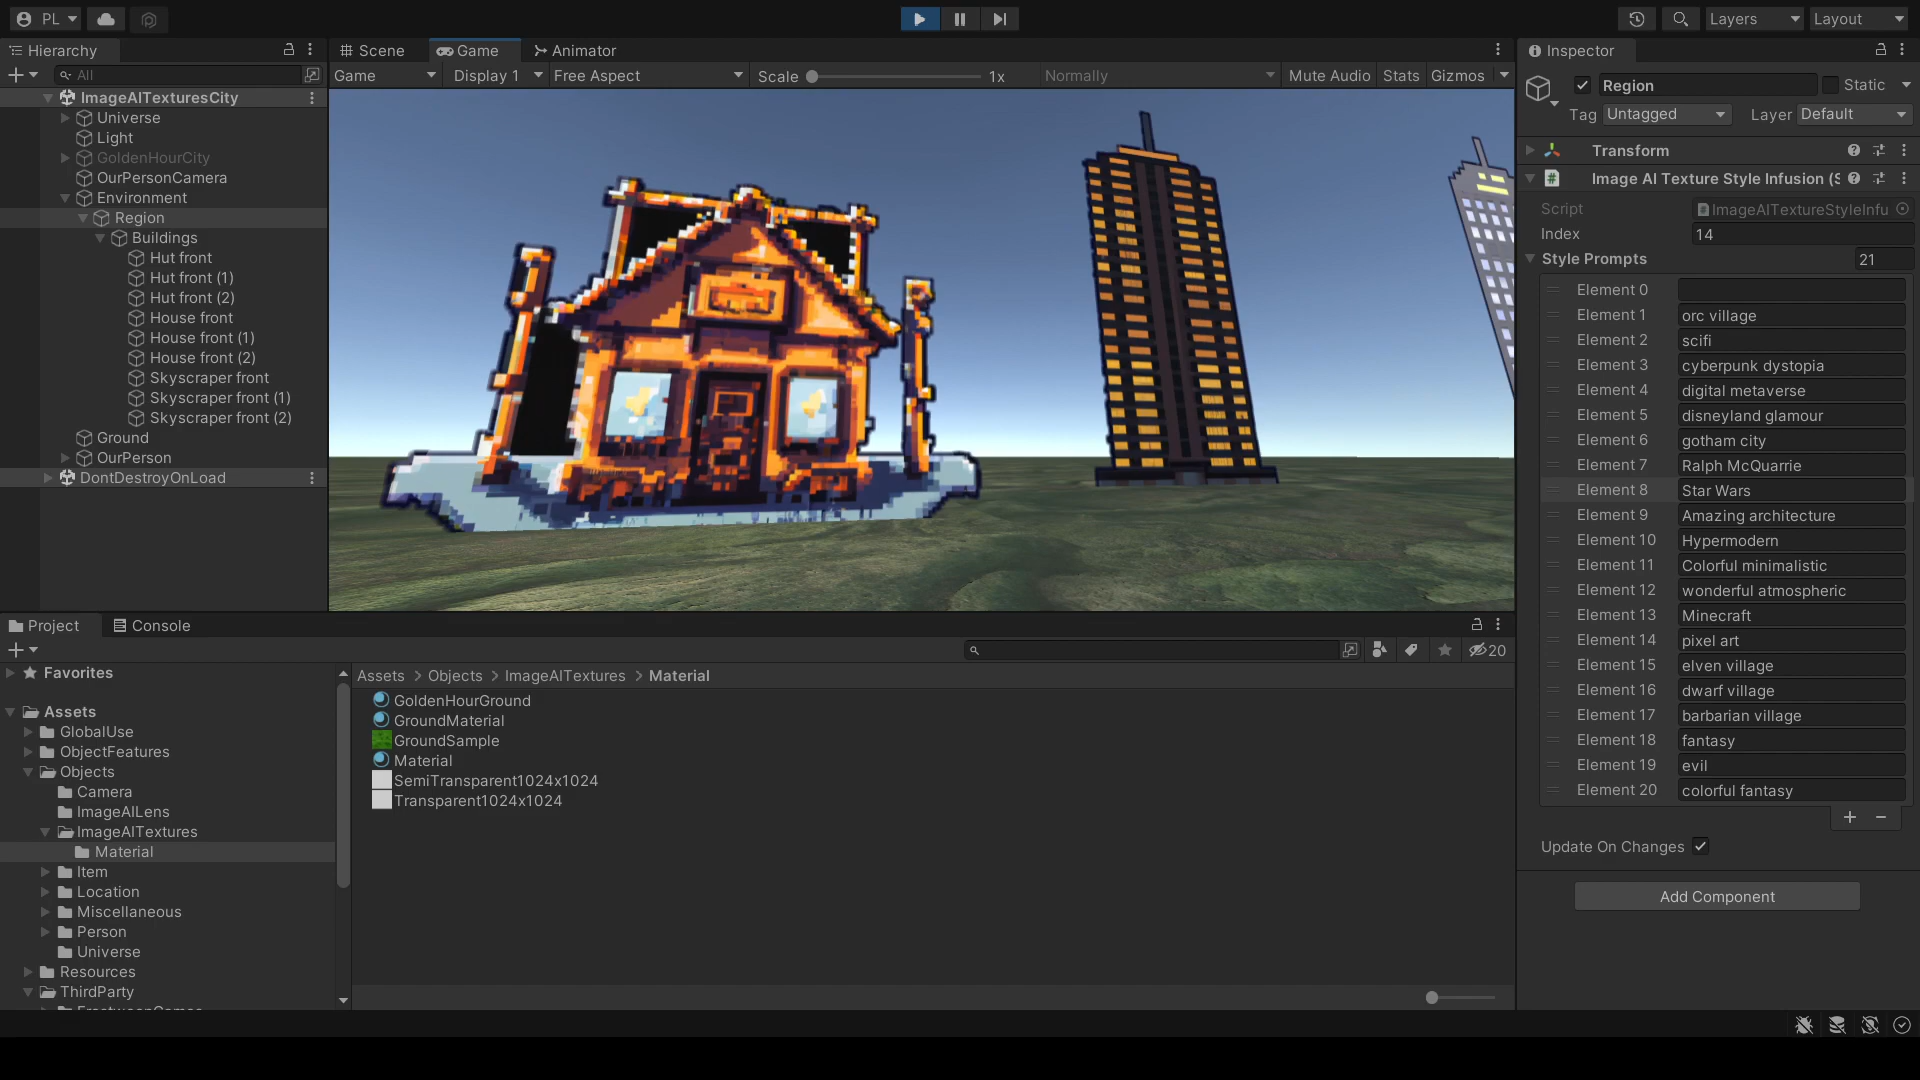 PL
Layers
Layout
Hierarchy
Scene
Game
Animator
Inspector
All
Game
Display 1
Free Aspect
Scale
1x
Normally
Mute Audio
Stats
Gizmos
ImageAITexturesCity
Universe
Light
GoldenHourCity
OurPersonCamera
Environment
Region
Buildings
Hut front
Hut front (1)
Hut front (2)
House front
House front (1)
House front (2)
Skyscraper front
Skyscraper front (1)
Skyscraper front (2)
Ground
OurPerson
DontDestroyOnLoad
Region
Static
Tag
Untagged
Layer
Default
Transform
Image AI Texture Style Infusion (S
Script
ImageAITextureStyleInfu
Index
14
Style Prompts
21
Element 0
Element 1 orc village
Element 2 scifi
Element 3 cyberpunk dystopia
Element 4 digital metaverse
Element 5 disneyland glamour
Element 6 gotham city
Element 7 Ralph McQuarrie
Element 8 Star Wars
Element 9 Amazing architecture
Element 10 Hypermodern
Element 11 Colorful minimalistic
Element 12 wonderful atmospheric
Element 13 Minecraft
Element 14 pixel art
Element 15 elven village
Element 16 dwarf village
Element 17 barbarian village
Element 18 fantasy
Element 19 evil
Element 20 colorful fantasy
Update On Changes
Add Component
Project
Console
20
Favorites
Assets
GlobalUse
ObjectFeatures
Objects
Camera
ImageAILens
ImageAITextures
Material
Item
Location
Miscellaneous
Person
Universe
Resources
ThirdParty
Assets > Objects > ImageAITextures > Material
GoldenHourGround
GroundMaterial
GroundSample
Material
SemiTransparent1024x1024
Transparent1024x1024